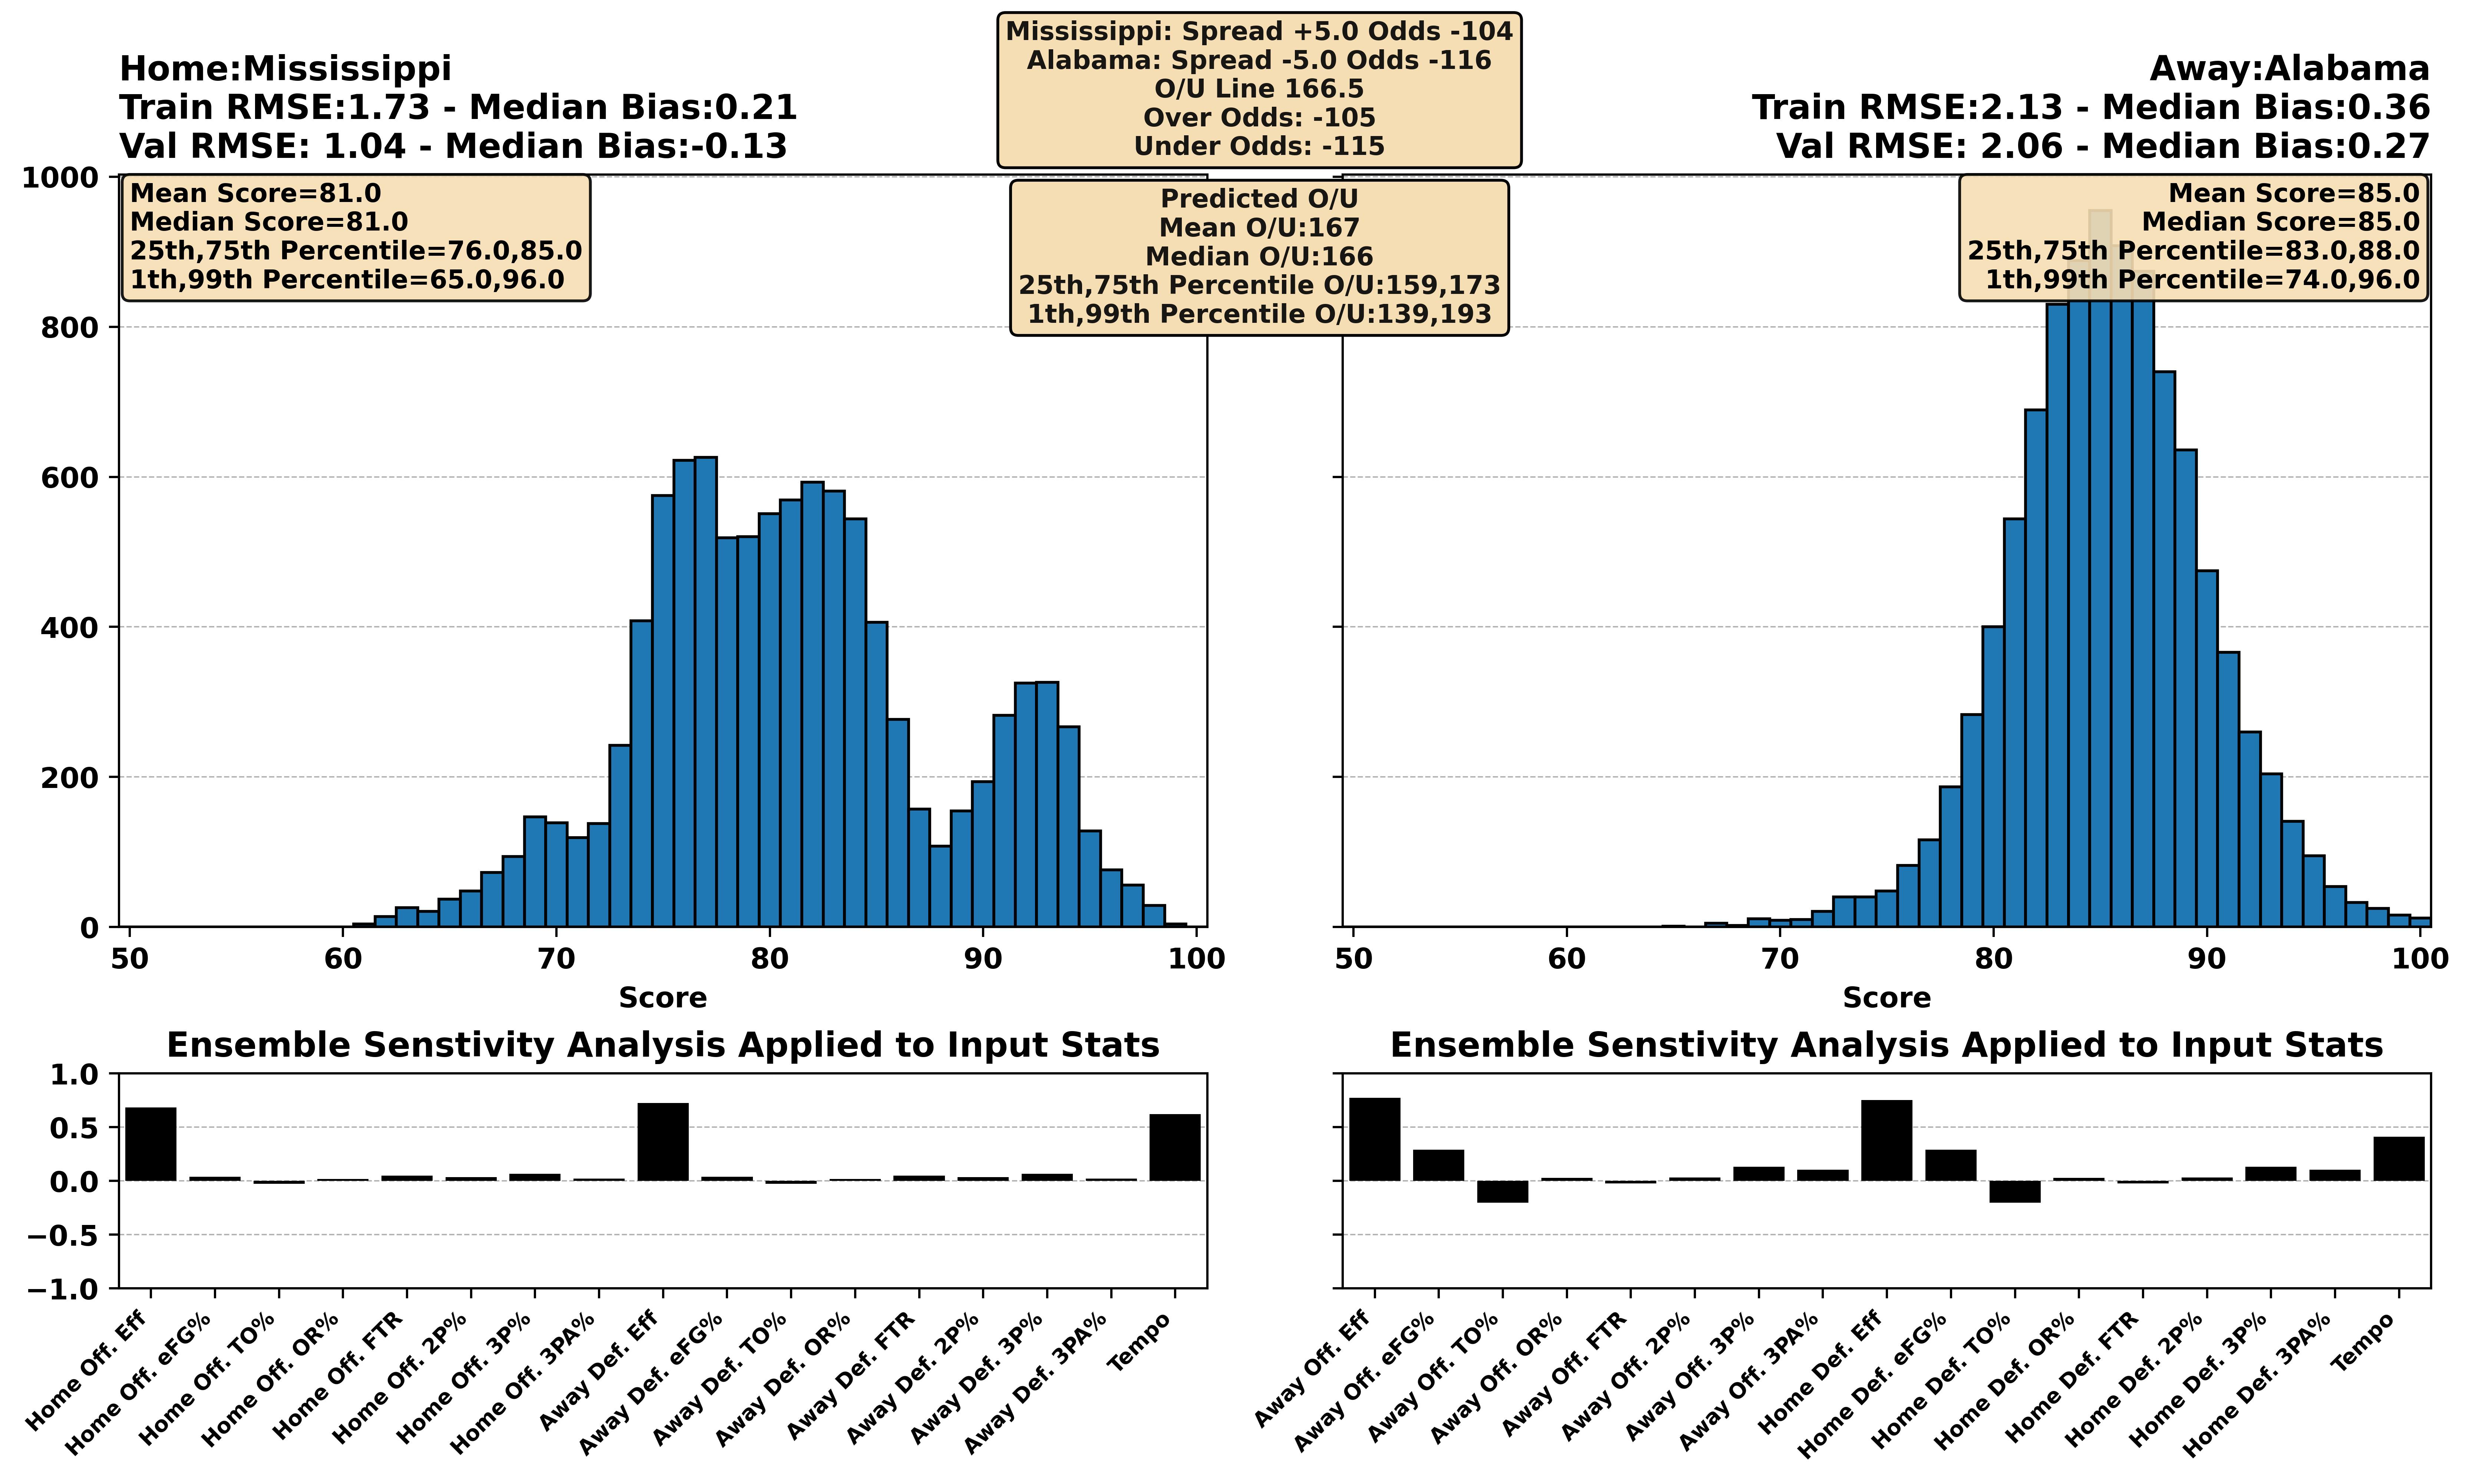 Mississippi: Spread +5.0 Odds -104
Alabama: Spread -5.0 Odds -116
O/U Line 166.5
Over Odds: -105
Under Odds: -115
Home:Mississippi
Train RMSE:1.73 - Median Bias:0.21
Val RMSE: 1.04 - Median Bias:-0.13
Away:Alabama
Train RMSE:2.13 - Median Bias:0.36
Val RMSE: 2.06 - Median Bias:0.27
Mean Score=81.0
Median Score=81.0
25th,75th Percentile=76.0,85.0
1th,99th Percentile=65.0,96.0
Predicted O/U
Mean O/U:167
Median O/U:166
25th,75th Percentile O/U:159,173
1th,99th Percentile O/U:139,193
Mean Score=85.0
Median Score=85.0
25th,75th Percentile=83.0,88.0
1th,99th Percentile=74.0,96.0
1000
800
600
400
200
0
50 60 70 80 90 100
Score
50 60 70 80 90 100
Score
Ensemble Senstivity Analysis Applied to Input Stats
1.0
0.5
0.0
−0.5
−1.0
Home Off. Eff
Home Off. eFG%
Home Off. TO%
Home Off. OR%
Home Off. FTR
Home Off. 2P%
Home Off. 3P%
Home Off. 3PA%
Away Def. Eff
Away Def. eFG%
Away Def. TO%
Away Def. OR%
Away Def. FTR
Away Def. 2P%
Away Def. 3P%
Away Def. 3PA%
Tempo
Ensemble Senstivity Analysis Applied to Input Stats
Away Off. Eff
Away Off. eFG%
Away Off. TO%
Away Off. OR%
Away Off. FTR
Away Off. 2P%
Away Off. 3P%
Away Off. 3PA%
Home Def. Eff
Home Def. eFG%
Home Def. TO%
Home Def. OR%
Home Def. FTR
Home Def. 2P%
Home Def. 3P%
Home Def. 3PA%
Tempo